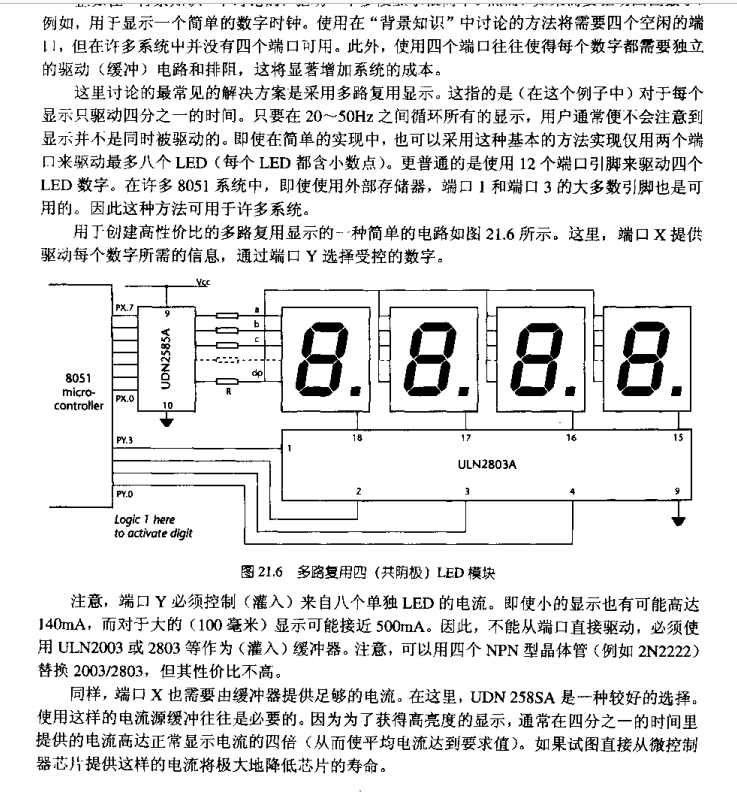 例如，用于显示一个简单的数字时钟。使用在“背景知识”中讨论的方法将需要四个空闲的端
口，但在许多系统中并没有四个端口可用。此外，使用四个端口往往使得每个数字都需要独立
的驱动（缓冲）电路和排阻，这将显著增加系统的成本。
这里讨论的最常见的解决方案是采用多路复用显示。这指的是（在这个例子中）对于每个
显示只驱动四分之一的时间。只要在 20～50Hz 之间循环所有的显示，用户通常便不会注意到
显示并不是同时被驱动的。即使在简单的实现中，也可以采用这种基本的方法实现仅用两个端
口来驱动最多八个 LED（每个 LED 都含小数点）。更普通的是使用 12 个端口引脚来驱动四个
LED 数字。在许多 8051 系统中，即使使用外部存储器，端口 1 和端口 3 的大多数引脚也是可
用的。因此这种方法可用于许多系统。
用于创建高性价比的多路复用显示的一种简单的电路如图 21.6 所示。这里，端口 X 提供
驱动每个数字所需的信息，通过端口 Y 选择受控的数字。
Vcc
PX.7
9
a
b
c
UDN2585A
8051
micro-
controller
dp
PX.0
10
R
PY.3
18
17
16
15
1
ULN2803A
PY.0
2
3
4
9
Logic 1 here
to activate digit
8.
8.
8.
8.
图 21.6 多路复用四（共阴极）LED 模块
注意，端口 Y 必须控制（灌入）来自八个单独 LED 的电流。即使小的显示也有可能高达
140mA，而对于大的（100 毫米）显示可能接近 500mA。因此，不能从端口直接驱动，必须使
用 ULN2003 或 2803 等作为（灌入）缓冲器。注意，可以用四个 NPN 型晶体管（例如 2N2222）
替换 2003/2803，但其性价比不高。
同样，端口 X 也需要由缓冲器提供足够的电流。在这里，UDN 258SA 是一种较好的选择。
使用这样的电流源缓冲往往是必要的。因为为了获得高亮度的显示，通常在四分之一的时间里
提供的电流高达正常显示电流的四倍（从而使平均电流达到要求值）。如果试图直接从微控制
器芯片提供这样的电流将极大地降低芯片的寿命。